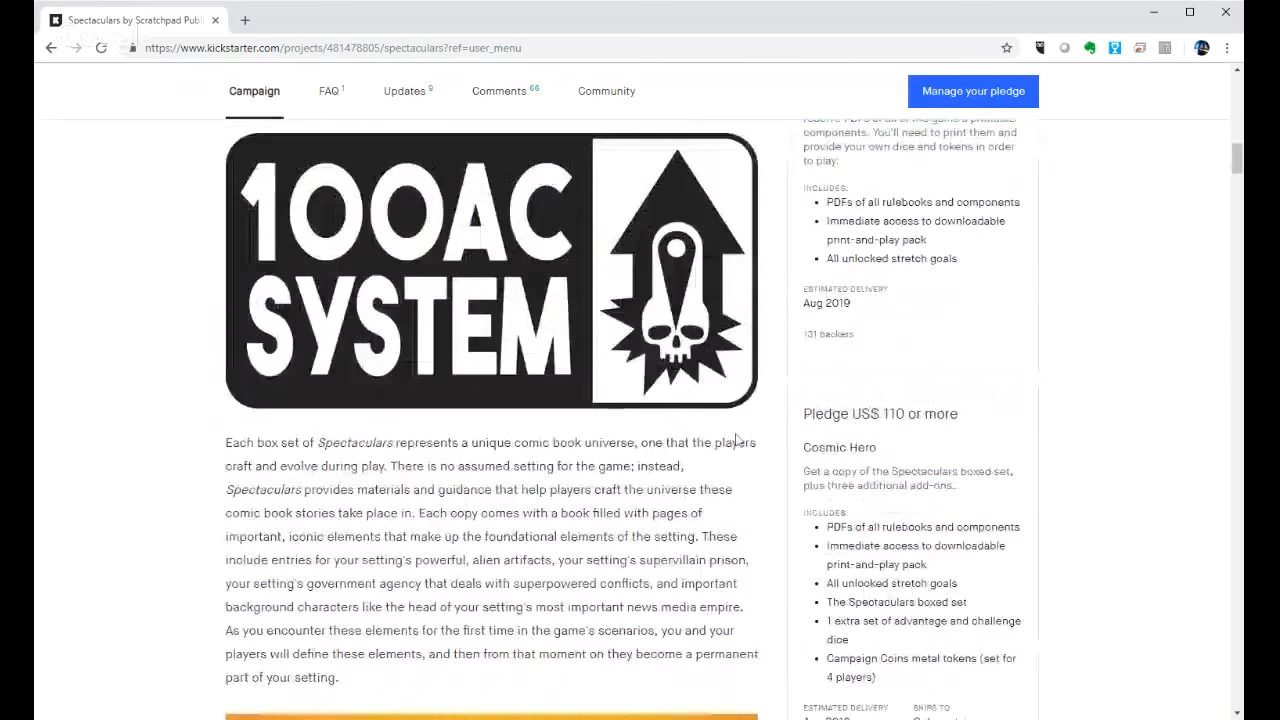 Spectaculars by Scratchpad Publi
https://www.kickstarter.com/projects/481478805/spectaculars?ref=user_menu
Campaign
FAQ 1
Updates 9
Comments 66
Community
Manage your pledge
100AC
SYSTEM
Each box set of Spectaculars represents a unique comic book universe, one that the players
craft and evolve during play. There is no assumed setting for the game; instead,
Spectaculars provides materials and guidance that help players craft the universe these
comic book stories take place in. Each copy comes with a book filled with pages of
important, iconic elements that make up the foundational elements of the setting. These
include entries for your setting's powerful, alien artifacts, your setting's supervillain prison,
your setting's government agency that deals with superpowered conflicts, and important
background characters like the head of your setting's most important news media empire.
As you encounter these elements for the first time in the game's scenarios, you and your
players will define these elements, and then from that moment on they become a permanent
part of your setting.
PDFs of all of the game's printable
components. You'll need to print them and
provide your own dice and tokens in order
to play.
INCLUDES:
PDFs of all rulebooks and components
Immediate access to downloadable
print-and-play pack
All unlocked stretch goals
ESTIMATED DELIVERY
Aug 2019
131 backers
Pledge US$ 110 or more
Cosmic Hero
Get a copy of the Spectaculars boxed set,
plus three additional add-ons.
INCLUDES:
PDFs of all rulebooks and components
Immediate access to downloadable
print-and-play pack
All unlocked stretch goals
The Spectaculars boxed set
1 extra set of advantage and challenge
dice
Campaign Coins metal tokens (set for
4 players)
ESTIMATED DELIVERY
SHIPS TO